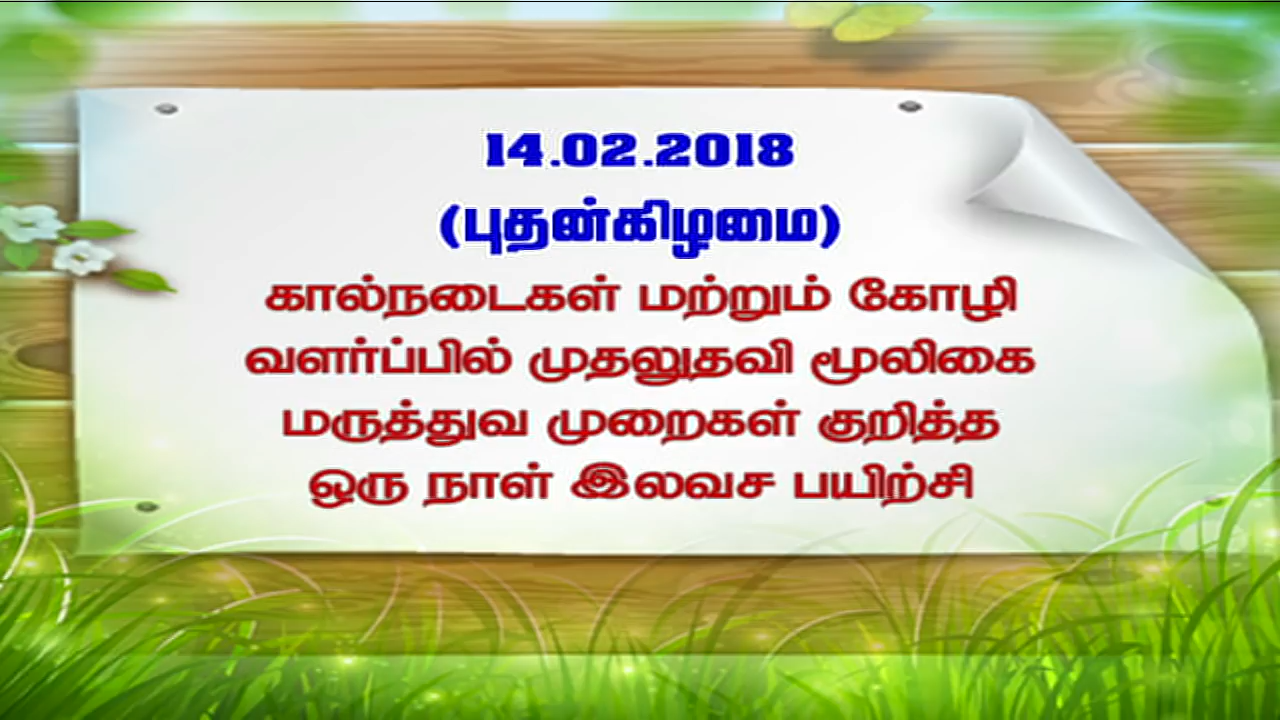 14.02.2018
(புதன்கிழமை)
கால்நடைகள் மற்றும் கோழி
வளர்ப்பில் முதலுதவி மூலிகை
மருத்துவ முறைகள் குறித்த
ஒரு நாள் இலவச பயிற்சி